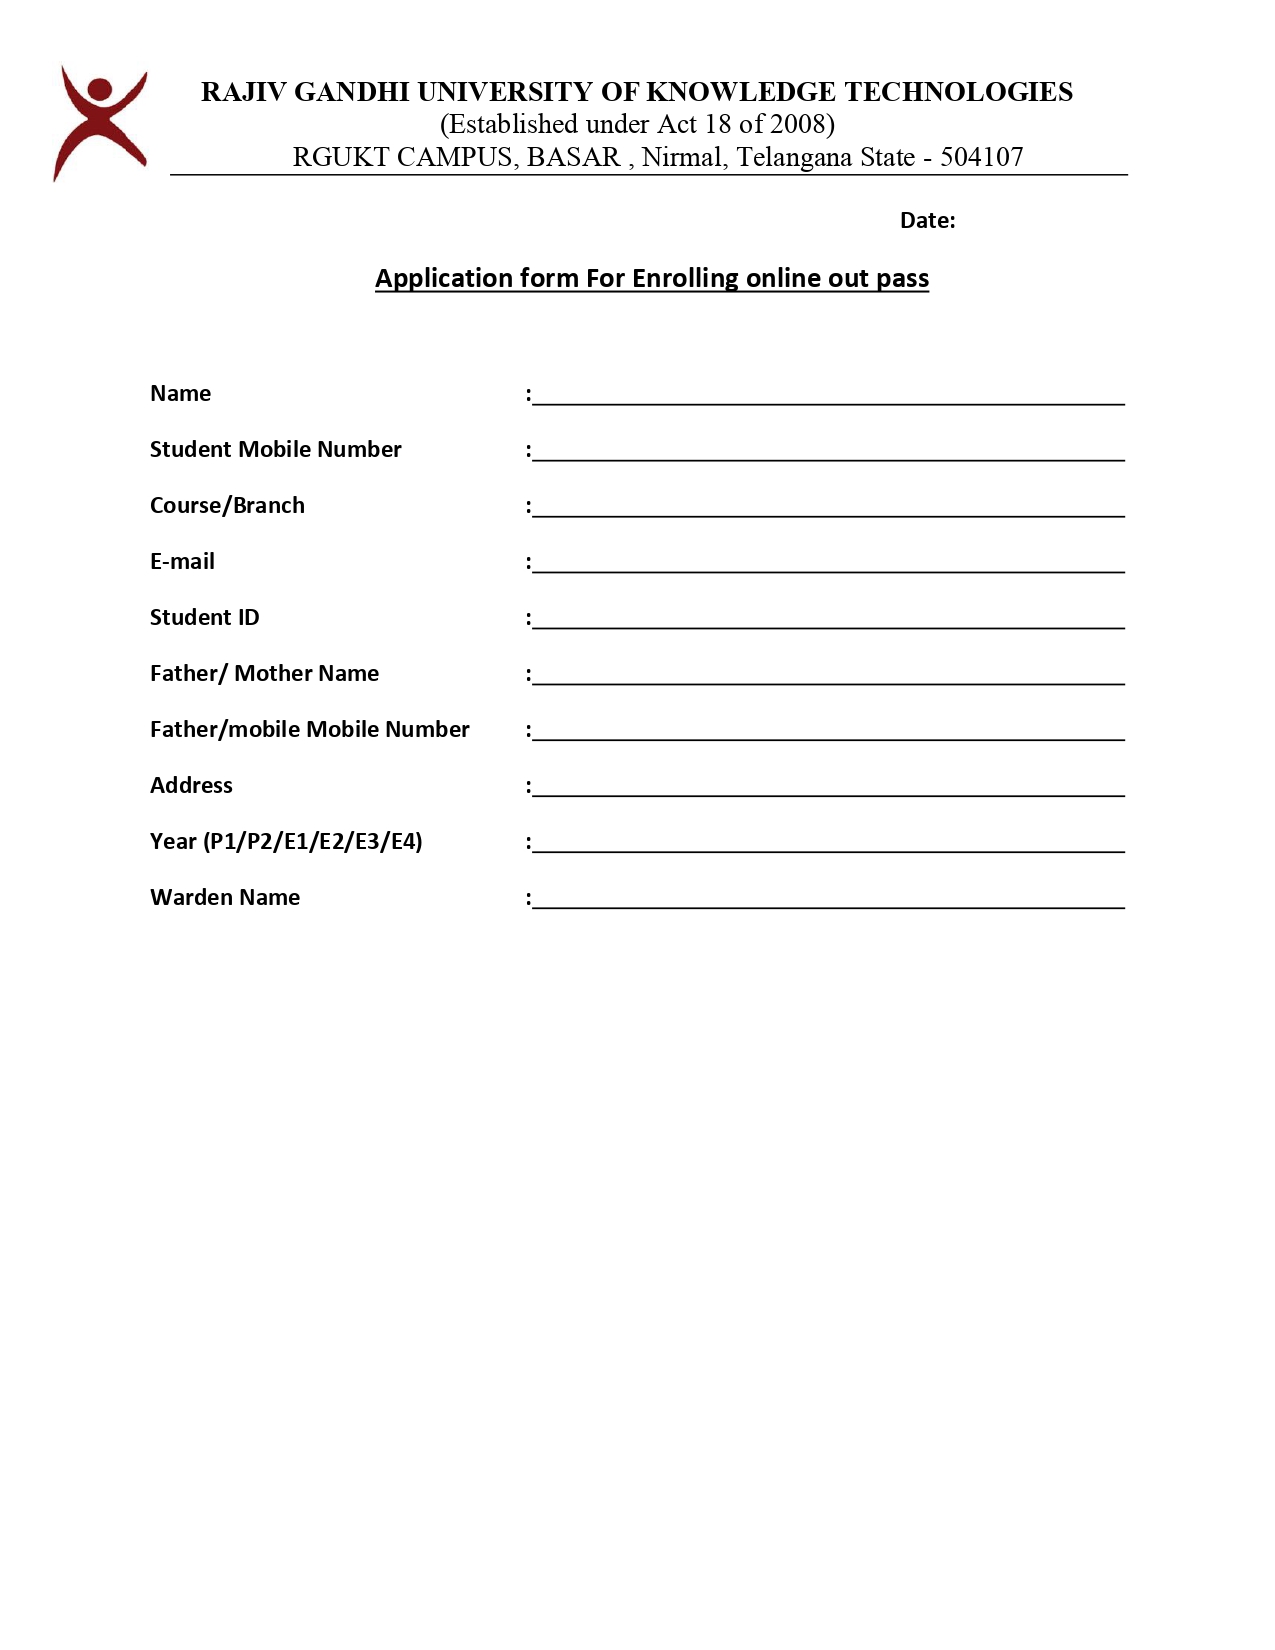 RAJIV GANDHI UNIVERSITY OF KNOWLEDGE TECHNOLOGIES
(Established under Act 18 of 2008)
RGUKT CAMPUS, BASAR , Nirmal, Telangana State - 504107
Date:
Application form For Enrolling online out pass
Name :
Student Mobile Number :
Course/Branch :
E-mail :
Student ID :
Father/ Mother Name :
Father/mobile Mobile Number :
Address :
Year (P1/P2/E1/E2/E3/E4) :
Warden Name :